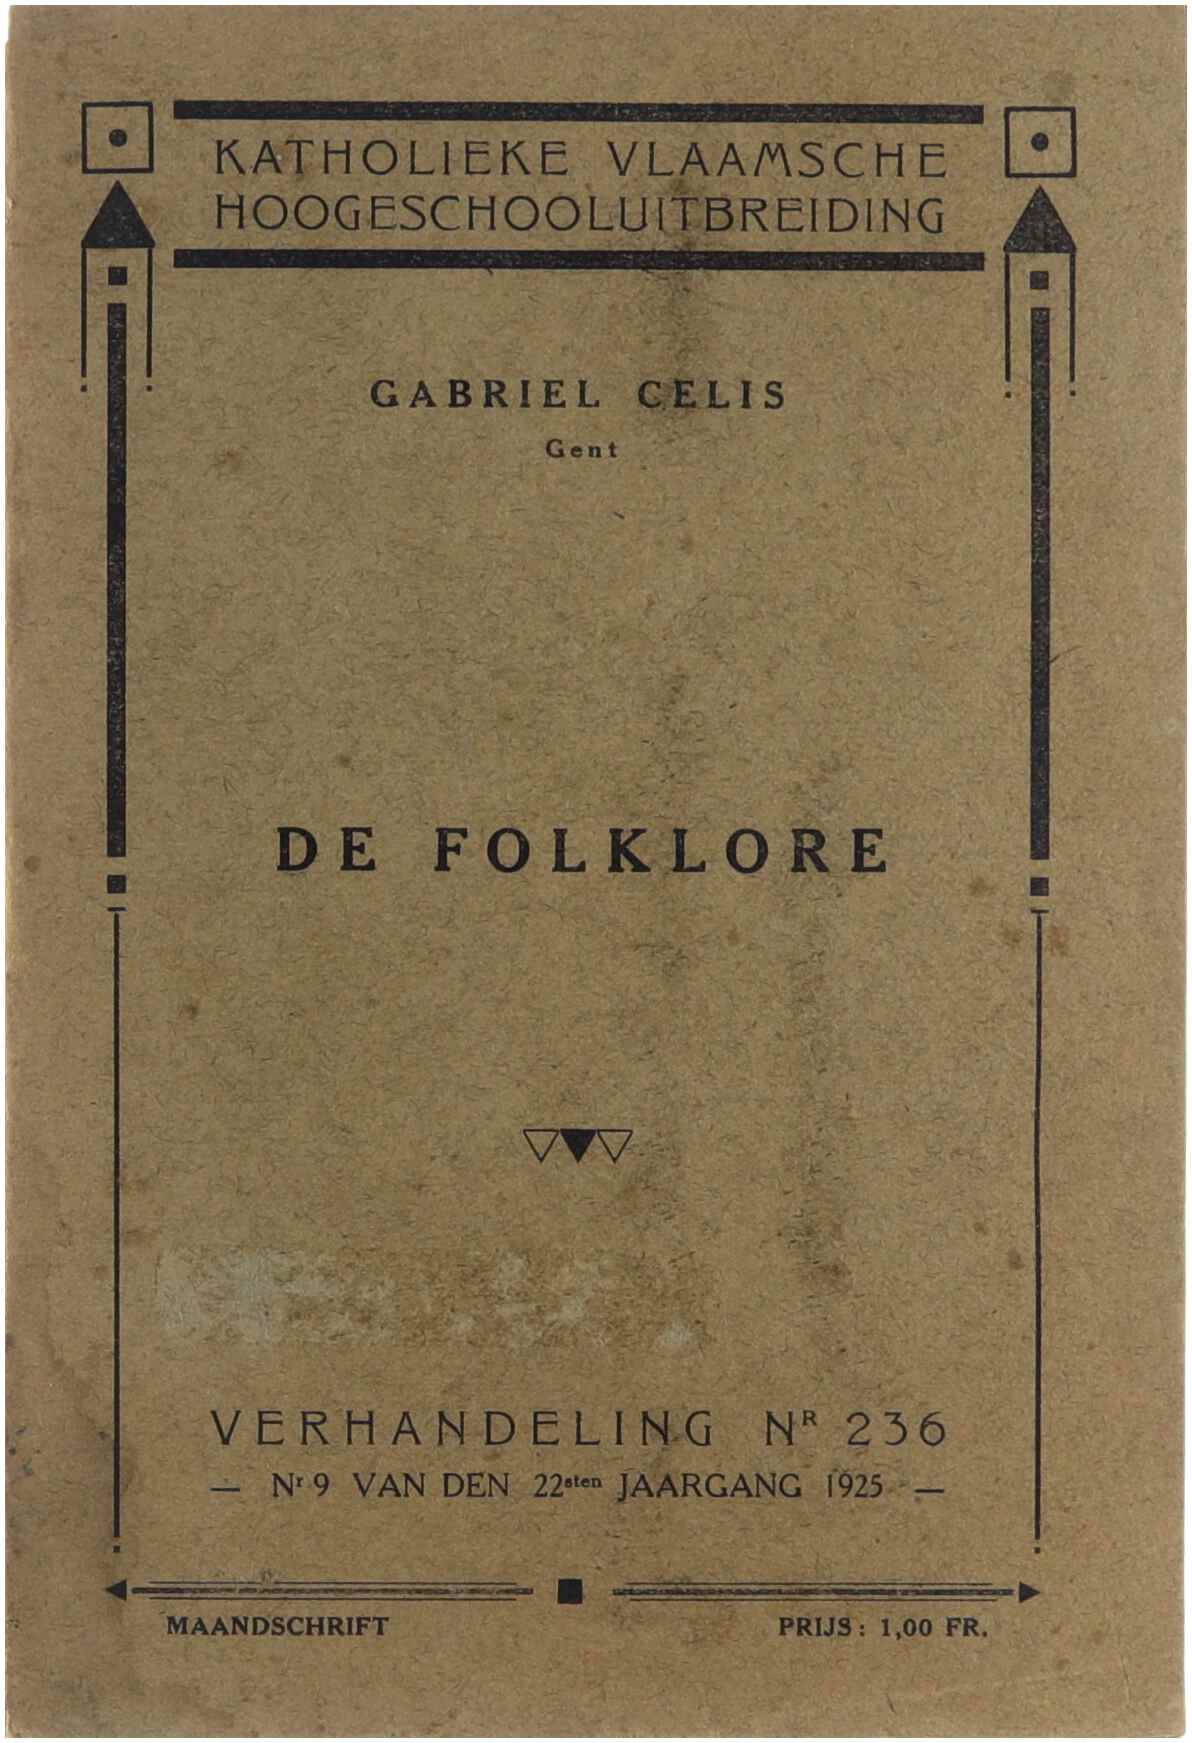 KATHOLIEKE VLAAMSCHE
HOOGESCHOOLUITBREIDING
GABRIEL CELIS
Gent
DE FOLKLORE
VERHANDELING NR 236
— Nr 9 VAN DEN 22sten JAARGANG 1925 —
MAANDSCHRIFT
PRIJS: 1,00 FR.